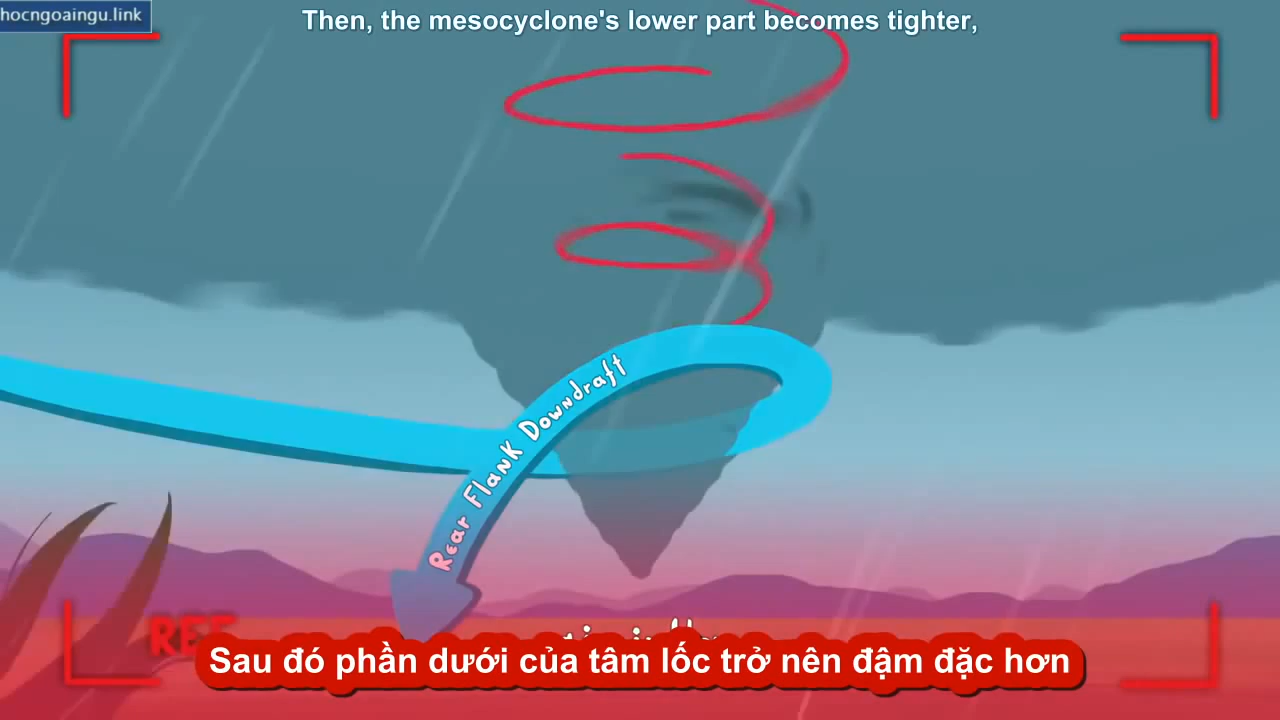 hocngoaingu.link
Then, the mesocyclone's lower part becomes tighter,
Rear Flank Downdraft
Sau đó phần dưới của tâm lốc trở nên đậm đặc hơn